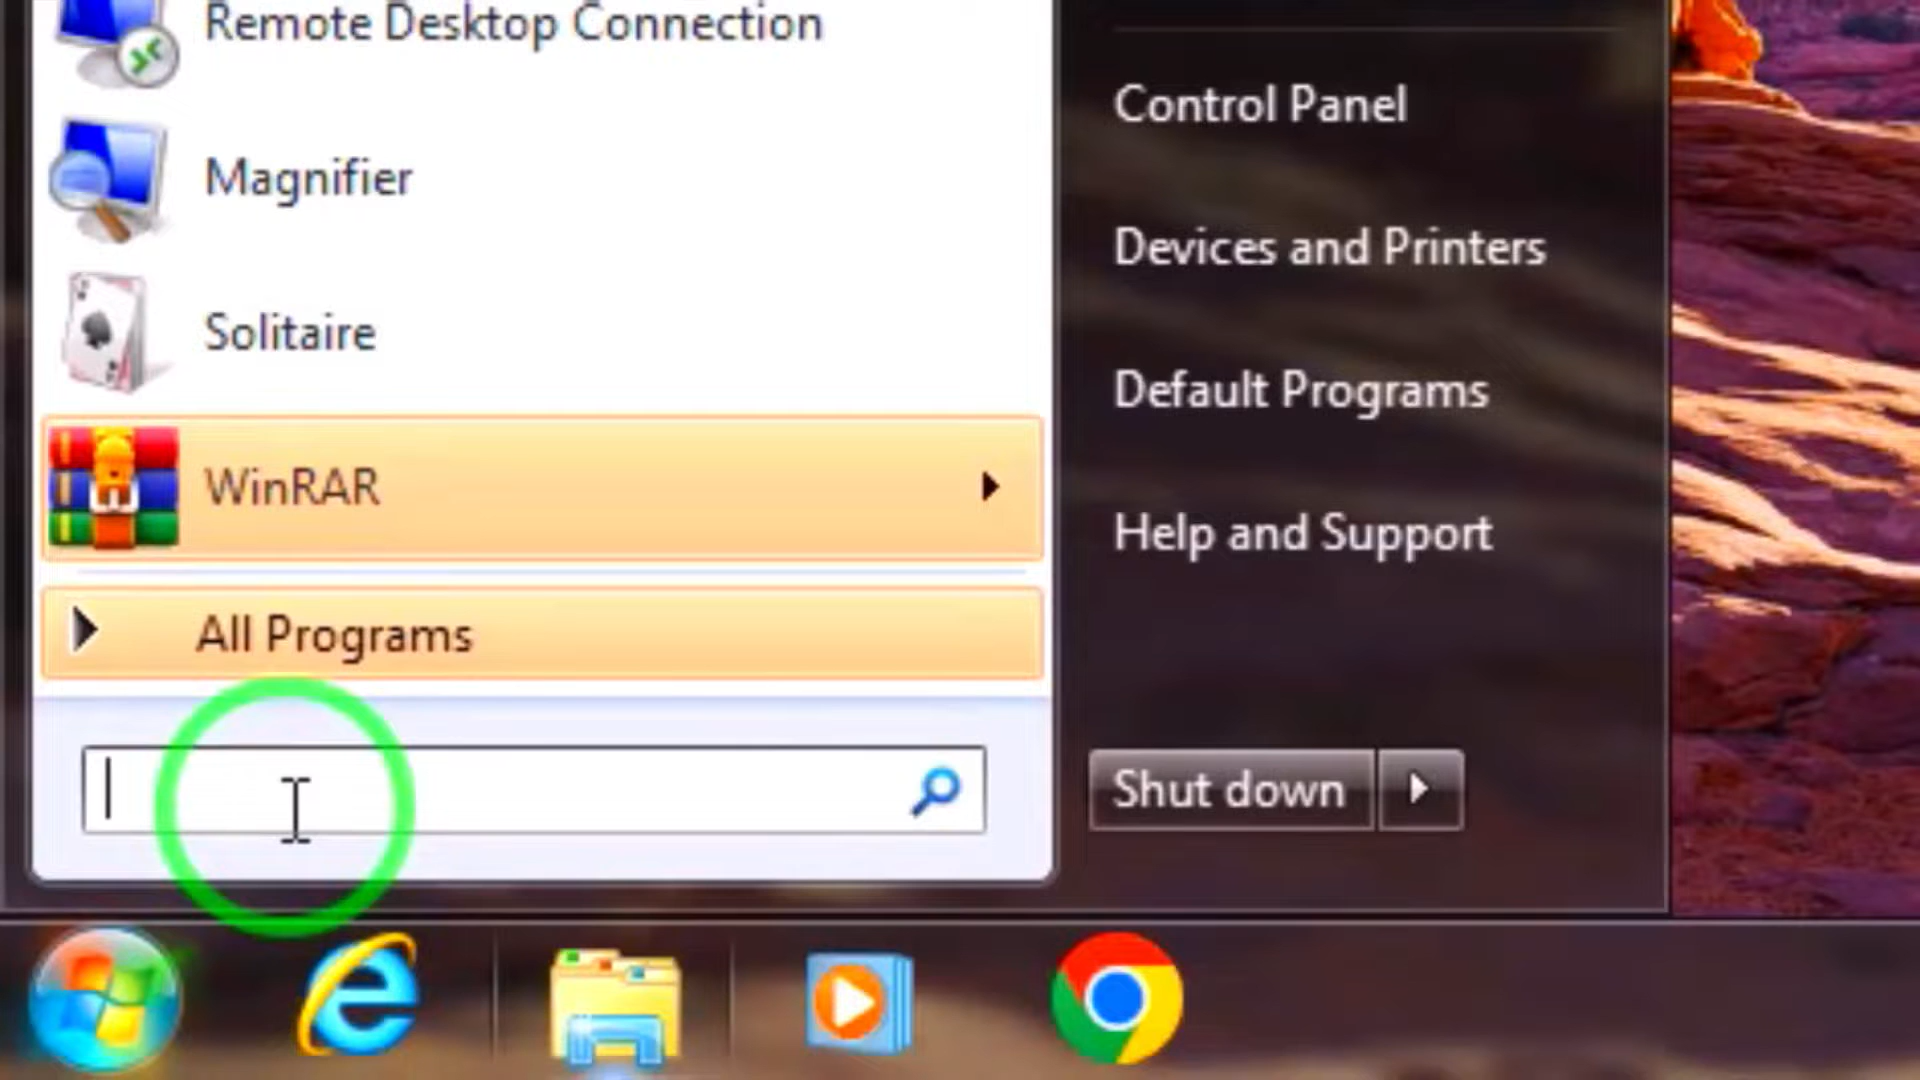 Remote Desktop Connection
Magnifier
Solitaire
WinRAR
All Programs
Control Panel
Devices and Printers
Default Programs
Help and Support
Shut down